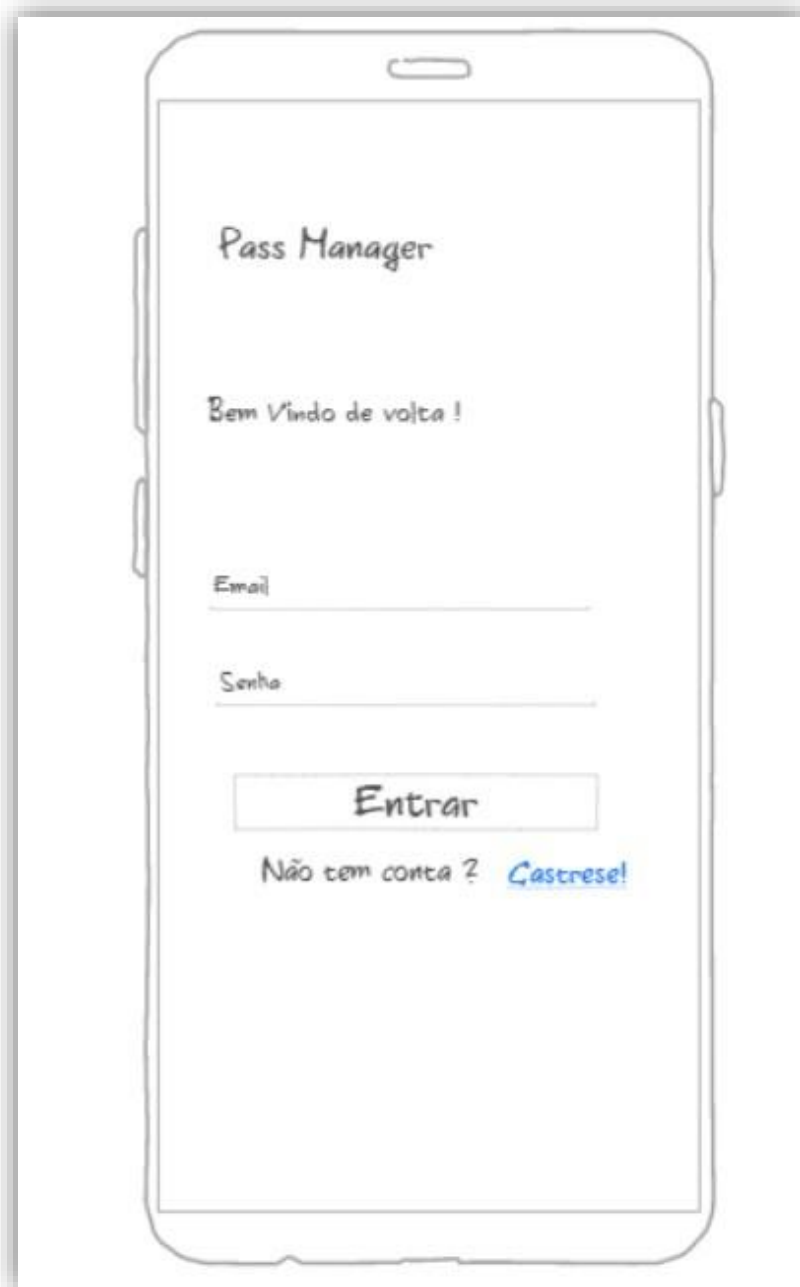 Pass Manager
Bem Vindo de volta !
Email
Senha
Entrar
Não tem conta ? Castrese!